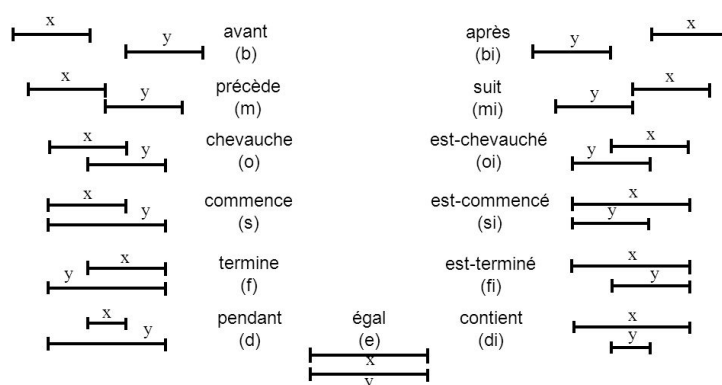 x avant après x
y (b) (bi) y
x précède suit x
y (m) (mi) y
x chevauche est-chevauché x
y (o) (oi) y
x commence est-commencé x
y (s) (si) y
x termine est-terminé x
y (f) (fi) y
x pendant égal contient x
y (d) (e) (di) y
x
y